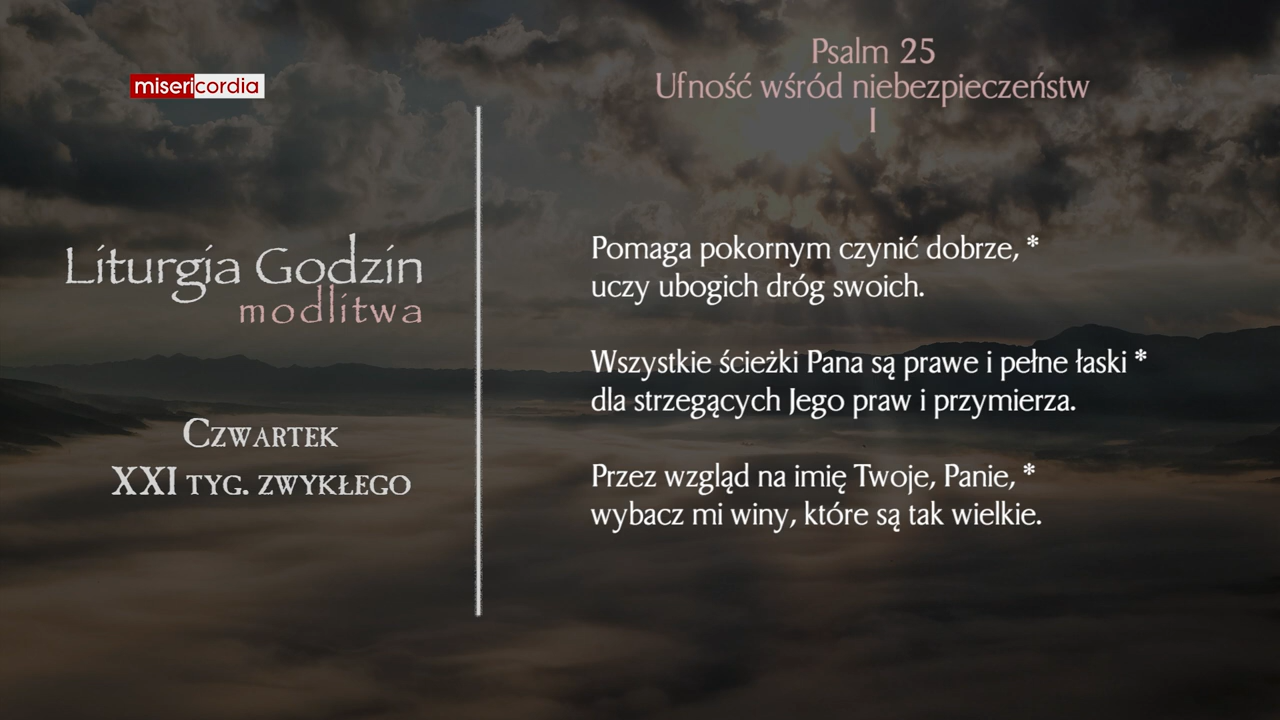 misericordia
Liturgia Godzin
modlitwa
Czwartek
XXI tyg. zwykłego
Psalm 25
Ufność wśród niebezpieczeństw
I
Pomaga pokornym czynić dobrze, *
uczy ubogich dróg swoich.
Wszystkie ścieżki Pana są prawe i pełne łaski *
dla strzegących Jego praw i przymierza.
Przez wzgląd na imię Twoje, Panie, *
wybacz mi winy, które są tak wielkie.